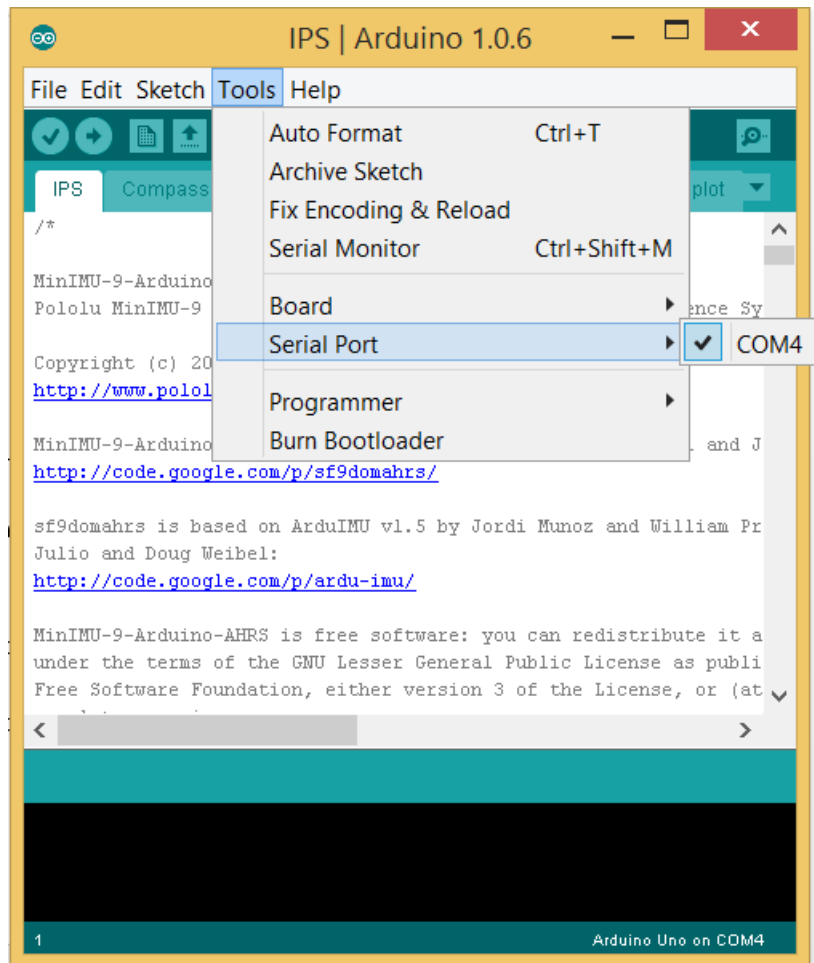 IPS | Arduino 1.0.6
File Edit Sketch Tools Help
Auto Format Ctrl+T
Archive Sketch
IPS Compass plot
Fix Encoding & Reload
/*
Serial Monitor Ctrl+Shift+M
MinIMU-9-Arduino
Board
Pololu MinIMU-9 ence Sy
Serial Port COM4
Copyright (c) 20
http://www.polol
Programmer
MinIMU-9-Arduino and J
Burn Bootloader
http://code.google.com/p/sf9domahrs/
sf9domahrs is based on ArduIMU v1.5 by Jordi Munoz and William Pr
Julio and Doug Weibel:
http://code.google.com/p/ardu-imu/
MinIMU-9-Arduino-AHRS is free software: you can redistribute it a
under the terms of the GNU Lesser General Public License as publi
Free Software Foundation, either version 3 of the License, or (at
1 Arduino Uno on COM4